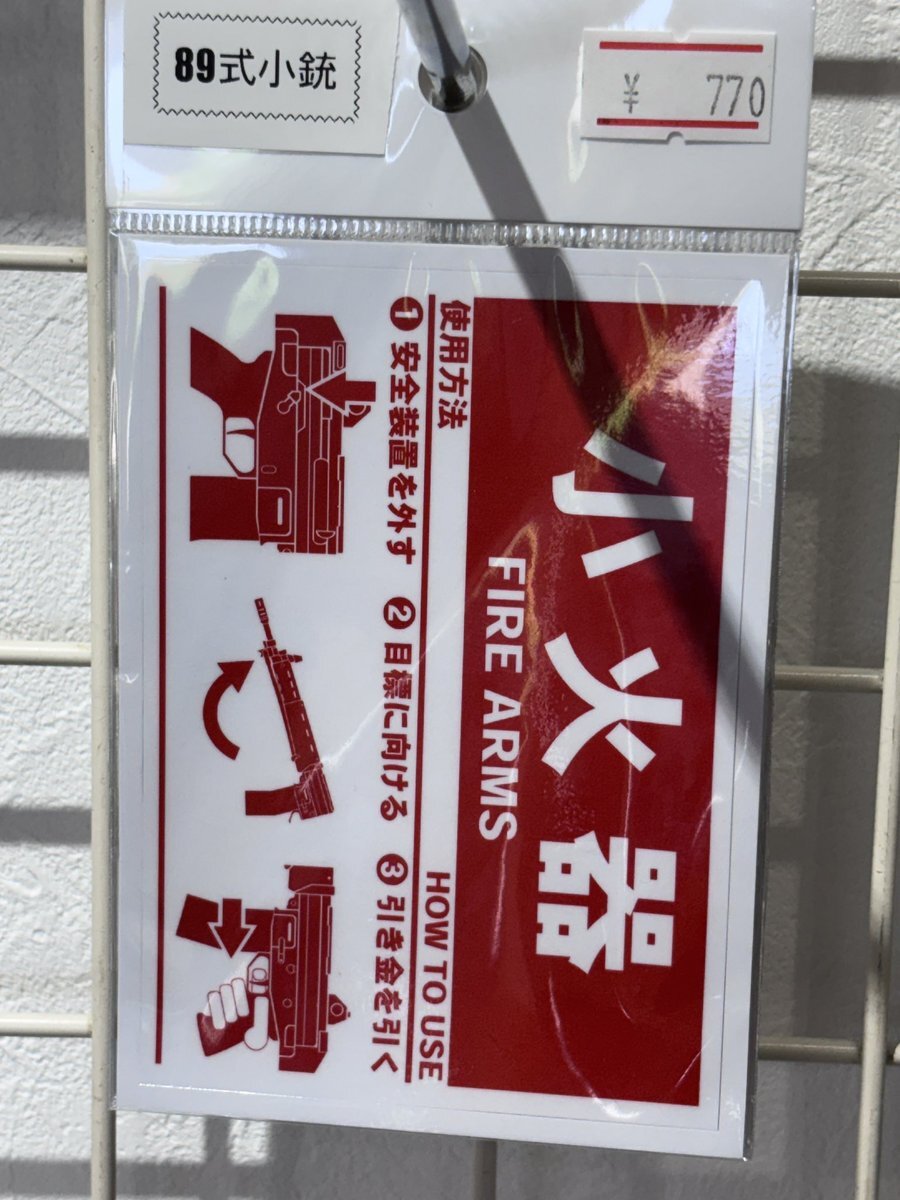 89式小銃
¥ 770
小火器
FIRE ARMS
使用方法 HOW TO USE
❶ 安全装置を外す
❷ 目標に向ける
❸ 引き金を引く